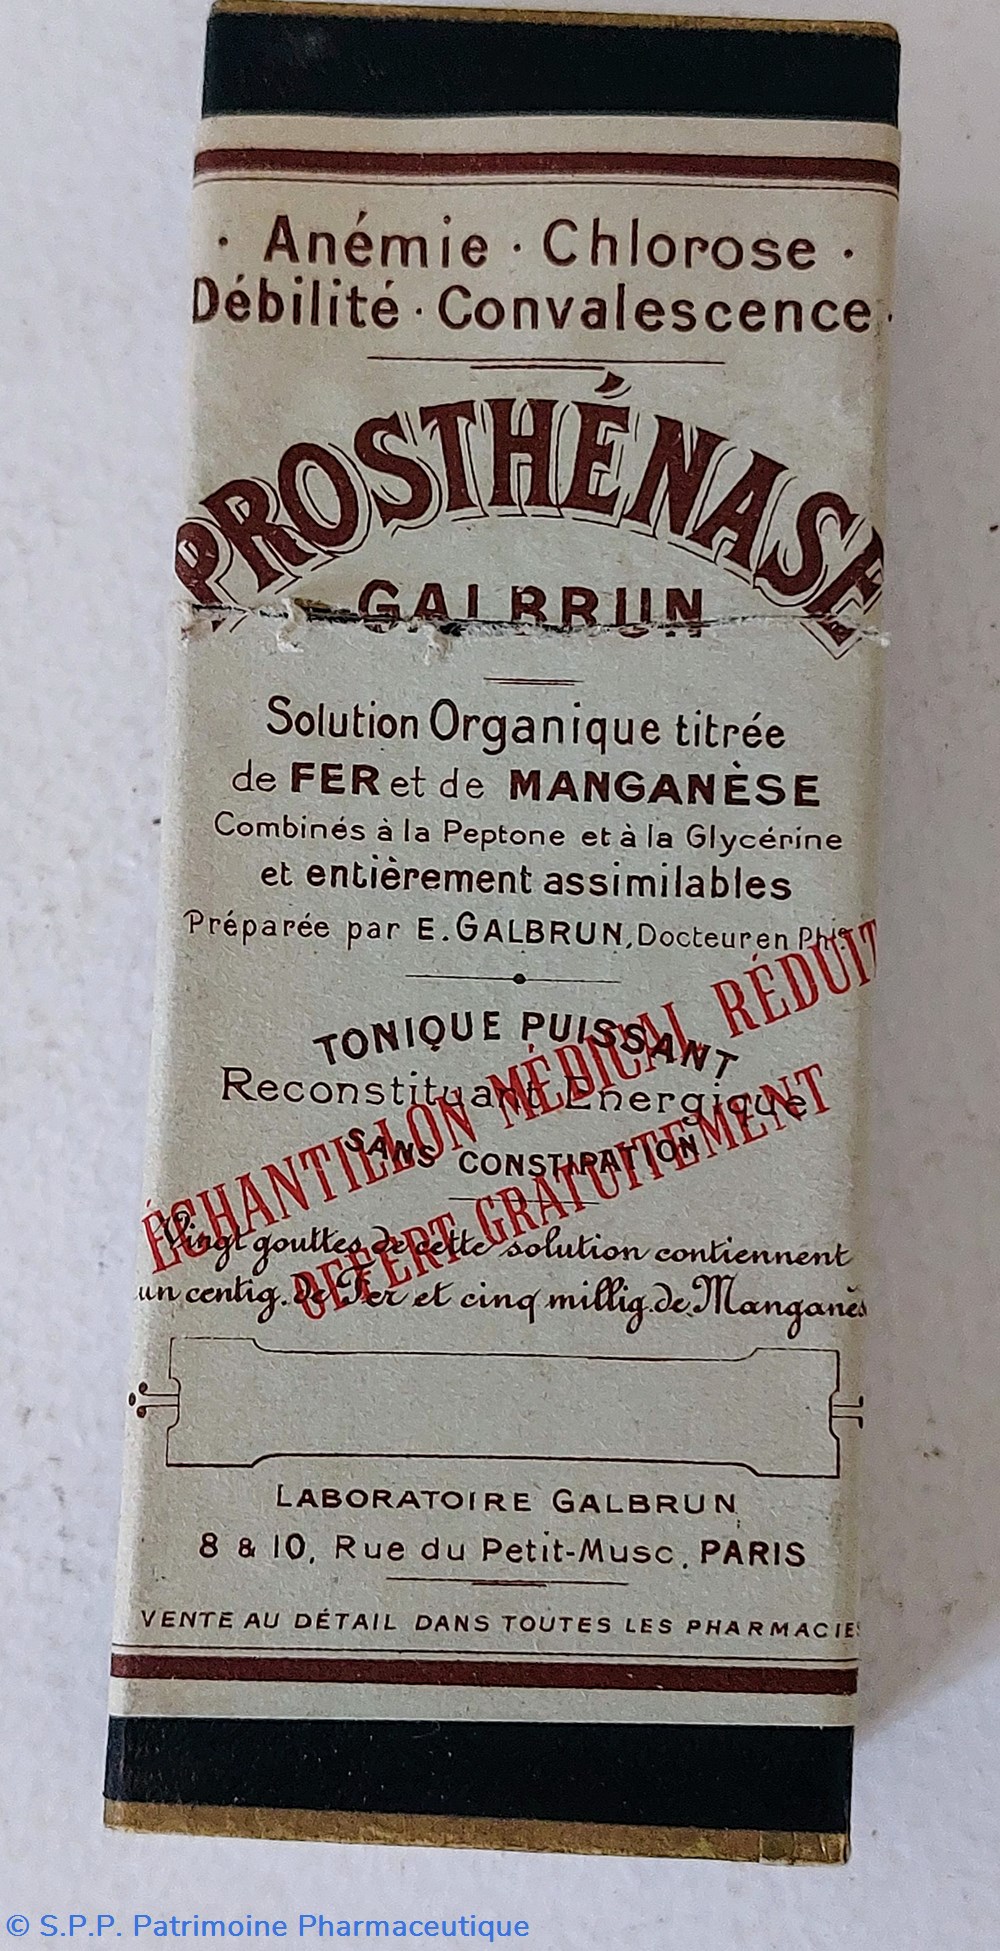 · Anémie · Chlorose ·
Débilité · Convalescence ·
PROSTHÉNASE
GALBRUN
Solution Organique titrée
de FER et de MANGANÈSE
Combinés à la Peptone et à la Glycérine
et entièrement assimilables
Préparée par E. GALBRUN, Docteur en Phie
TONIQUE PUISSANT
Reconstituant Énergique
SANS CONSTIPATION
ÉCHANTILLON MÉDICAL RÉDUIT
OFFERT GRATUITEMENT
Vingt gouttes de cette solution contiennent
un centig. de Fer et cinq millig. de Manganès
LABORATOIRE GALBRUN
8 & 10, Rue du Petit-Musc, PARIS
VENTE AU DÉTAIL DANS TOUTES LES PHARMACIES
© S.P.P. Patrimoine Pharmaceutique